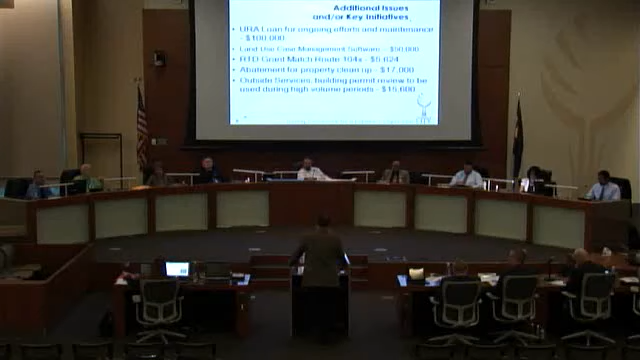 Additional Issues
and/or Key Initiatives
URA Loan for ongoing efforts and maintenance
- $100,000
Land Use Case Management Software - $50,000
RTD Grant Match Route 104x - $5,624
Abatement for property clean up - $17,000
Outside Services, building permit review to be
used during high volume periods - $15,600
CITY